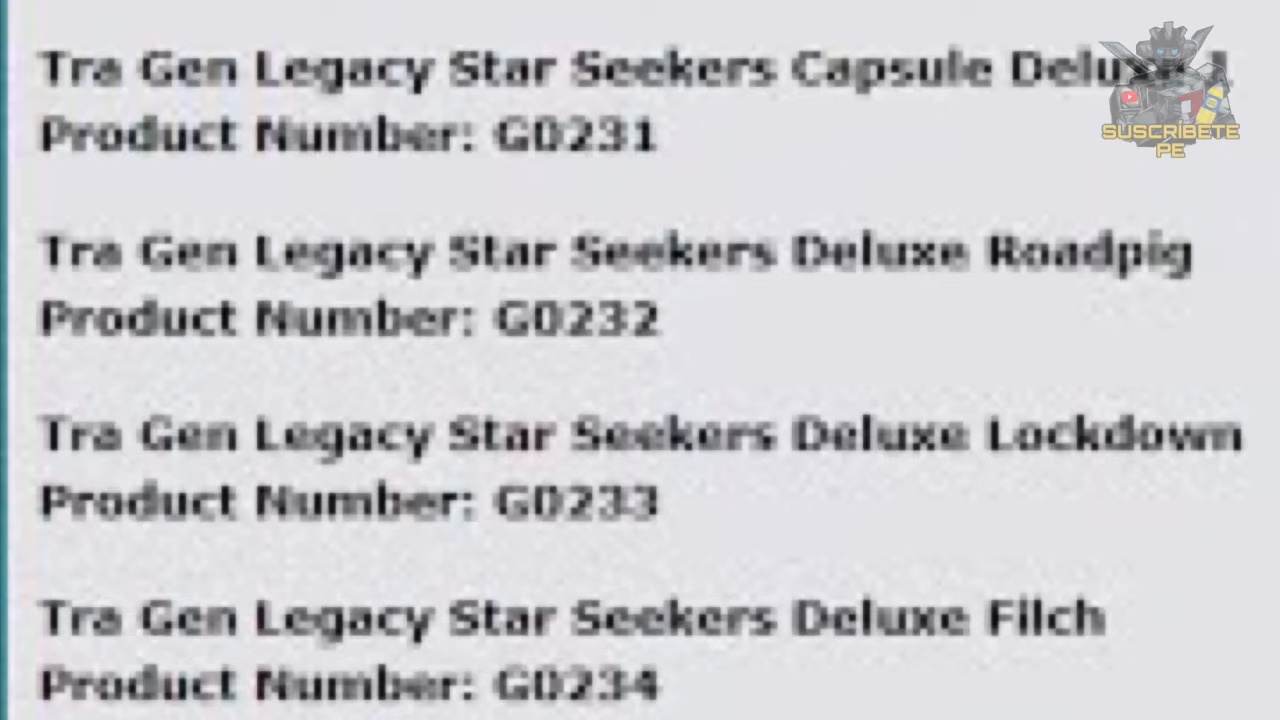 Tra Gen Legacy Star Seekers Capsule
Product Number: G0231
Tra Gen Legacy Star Seekers Deluxe Roadpig
Product Number: G0232
Tra Gen Legacy Star Seekers Deluxe Lockdown
Product Number: G0233
Tra Gen Legacy Star Seekers Deluxe Filch
Product Number: G0234
SUSCRÍBETE
PE